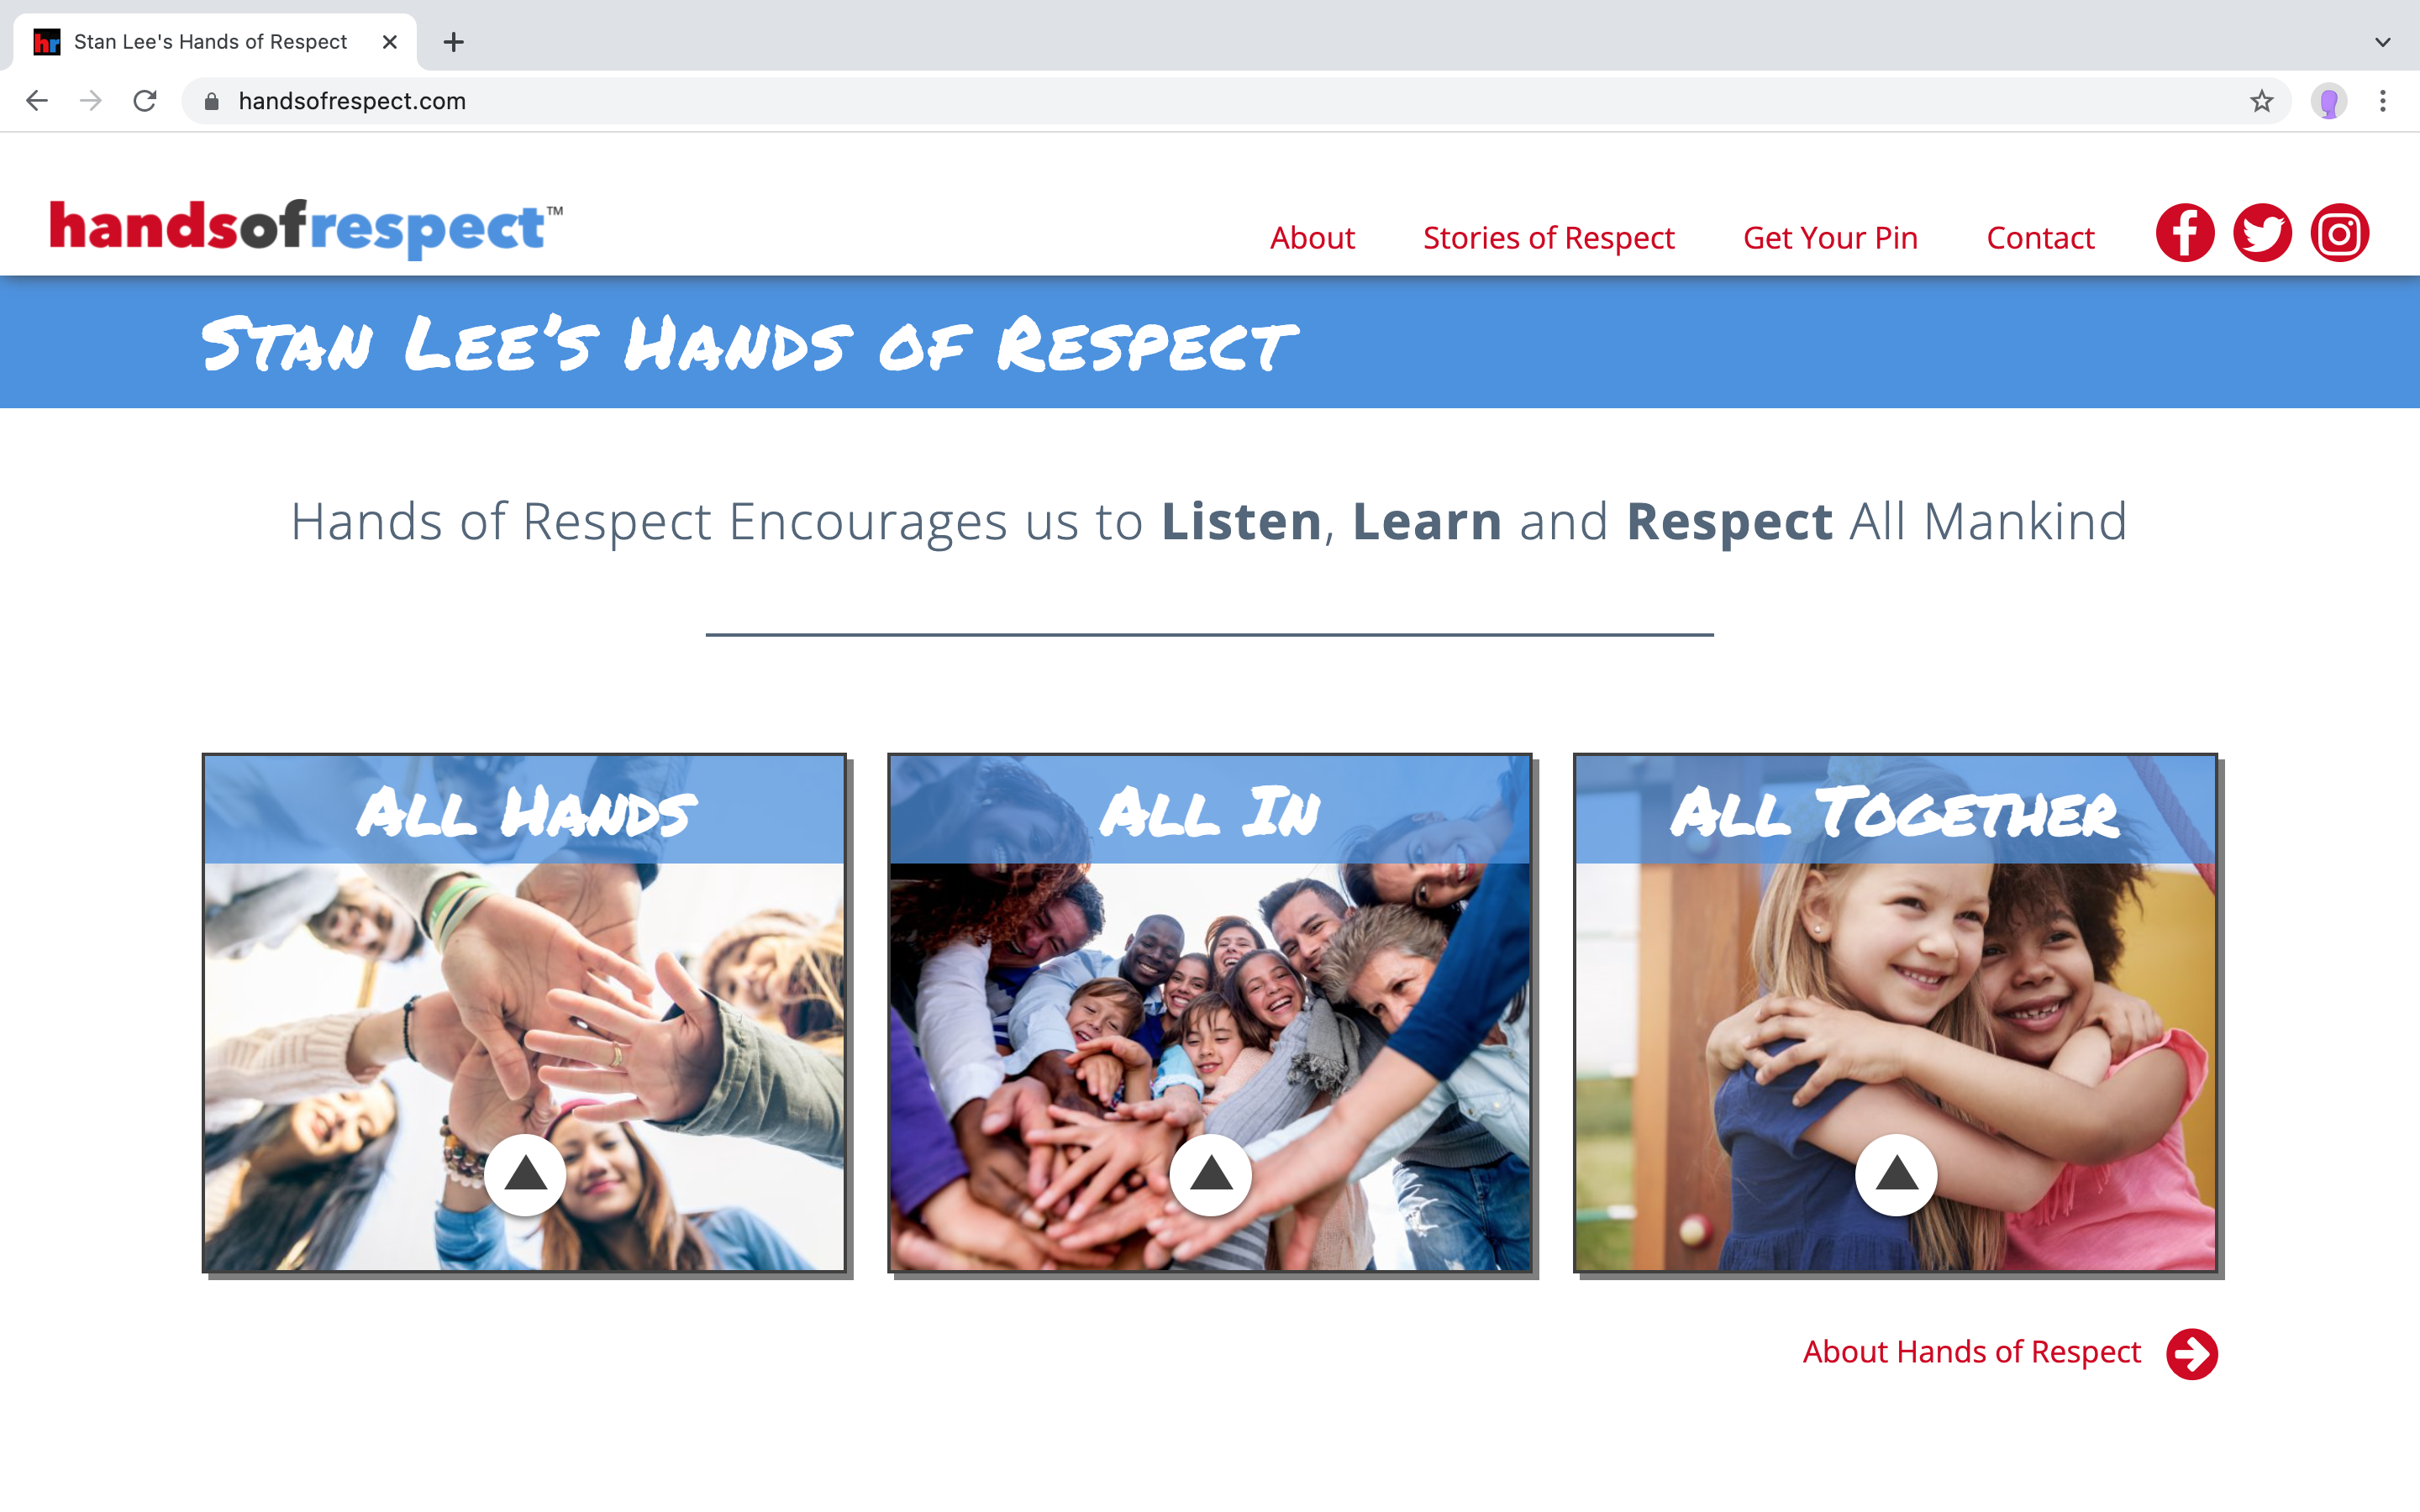 hr Stan Lee's Hands of Respect
handsofrespect.com
handsofrespect™
About Stories of Respect Get Your Pin Contact
Stan Lee’s Hands of Respect
Hands of Respect Encourages us to Listen, Learn and Respect All Mankind
All Hands
All In
All Together
About Hands of Respect